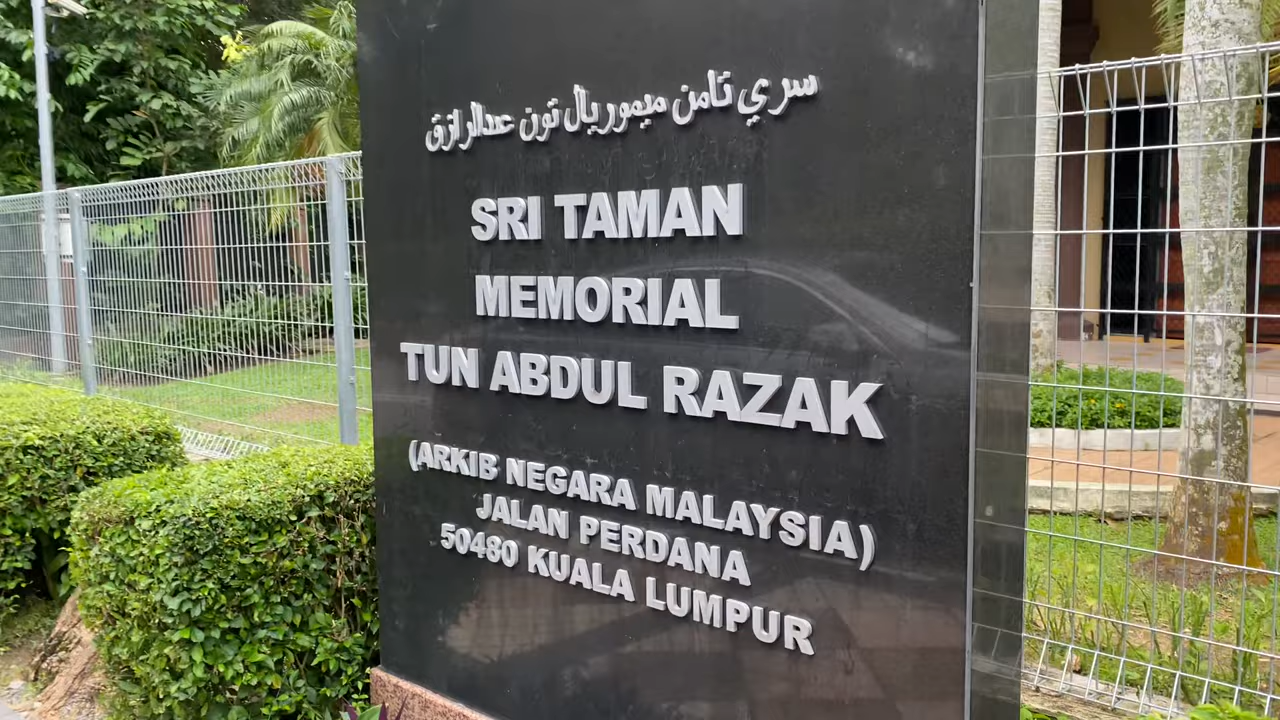 سري تامن ميموريال تون عبدالرازق
SRI TAMAN
MEMORIAL
TUN ABDUL RAZAK
(ARKIB NEGARA MALAYSIA)
JALAN PERDANA
50480 KUALA LUMPUR